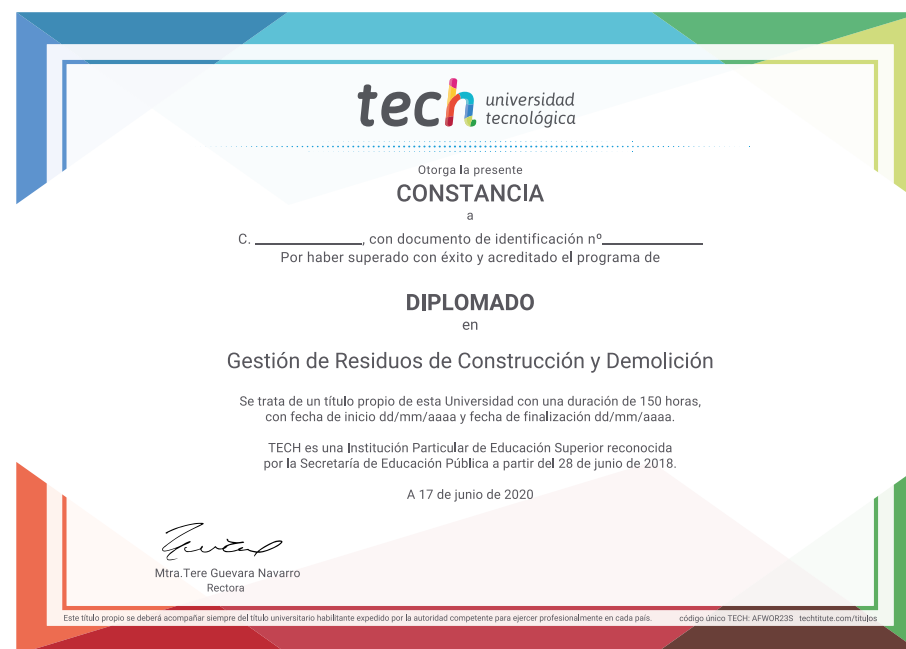 tech universidad
tecnológica
Otorga la presente
CONSTANCIA
a
C. ____________, con documento de identificación nº____________
Por haber superado con éxito y acreditado el programa de
DIPLOMADO
en
Gestión de Residuos de Construcción y Demolición
Se trata de un título propio de esta Universidad con una duración de 150 horas,
con fecha de inicio dd/mm/aaaa y fecha de finalización dd/mm/aaaa.
TECH es una Institución Particular de Educación Superior reconocida
por la Secretaría de Educación Pública a partir del 28 de junio de 2018.
A 17 de junio de 2020
Mtra.Tere Guevara Navarro
Rectora
Este título propio se deberá acompañar siempre del título universitario habilitante expedido por la autoridad competente para ejercer profesionalmente en cada país. código único TECH: AFWOR23S techtitute.com/titulos